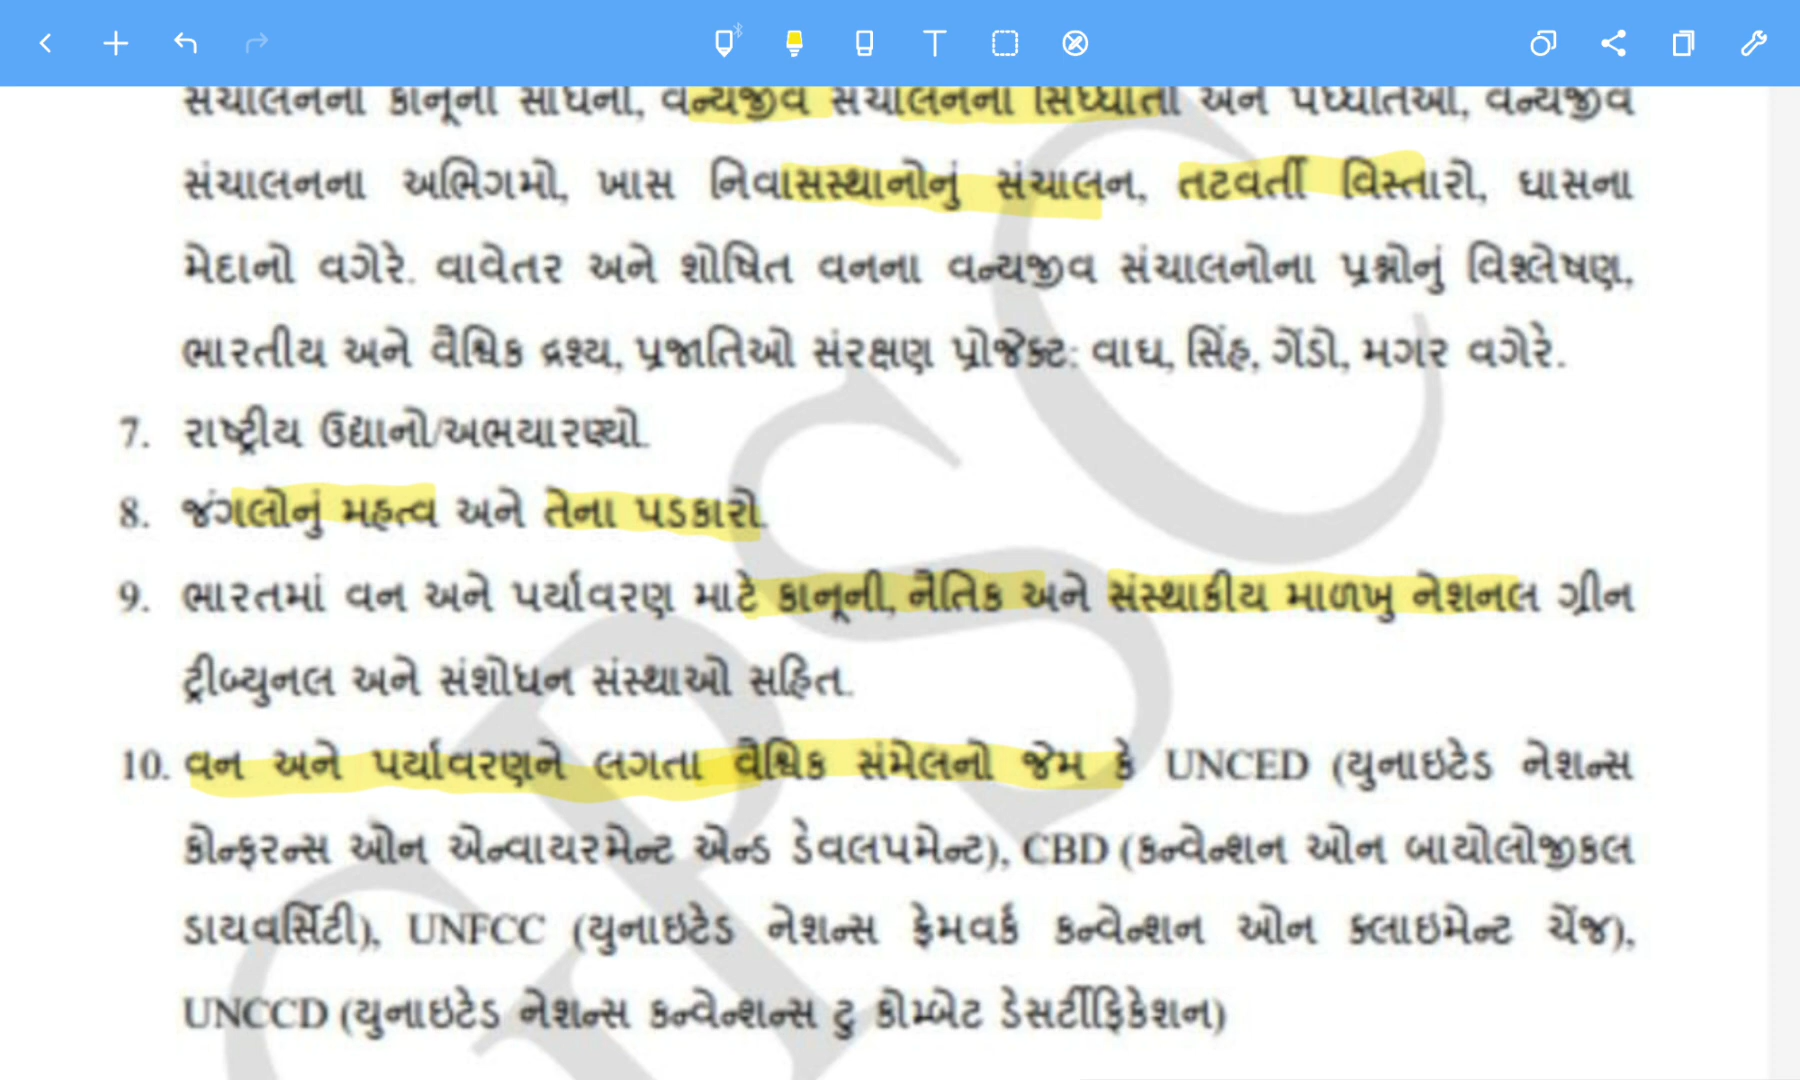 સંચાલનના કાનૂની સાધનો, વન્યજીવ સંચાલનના સિધ્ધાંતો અને પધ્ધતિઓ, વન્યજીવ
સંચાલનના અભિગમો, ખાસ નિવાસસ્થાનોનું સંચાલન, તટવર્તી વિસ્તારો, ઘાસના
મેદાનો વગેરે. વાવેતર અને શોષિત વનના વન્યજીવ સંચાલનોના પ્રશ્નોનું વિશ્લેષણ,
ભારતીય અને વૈશ્વિક દ્રશ્ય, પ્રજાતિઓ સંરક્ષણ પ્રોજેક્ટ: વાઘ, સિંહ, ગેંડો, મગર વગેરે.
7. રાષ્ટ્રીય ઉદ્યાનો/અભયારણ્યો.
8. જંગલોનું મહત્વ અને તેના પડકારો.
9. ભારતમાં વન અને પર્યાવરણ માટે કાનૂની, નૈતિક અને સંસ્થાકીય માળખુ નેશનલ ગ્રીન
ટ્રીબ્યુનલ અને સંશોધન સંસ્થાઓ સહિત.
10. વન અને પર્યાવરણને લગતા વૈશ્વિક સંમેલનો જેમ કે UNCED (યુનાઇટેડ નેશન્સ
કોન્ફરન્સ ઓન એન્વાયરમેન્ટ એન્ડ ડેવલપમેન્ટ), CBD (કન્વેન્શન ઓન બાયોલોજીકલ
ડાયવર્સિટી), UNFCC (યુનાઇટેડ નેશન્સ ફ્રેમવર્ક કન્વેન્શન ઓન ક્લાઇમેન્ટ ચેંજ),
UNCCD (યુનાઇટેડ નેશન્સ કન્વેન્શન્સ ટુ કોમ્બેટ ડેસર્ટીફિકેશન)
GPSC